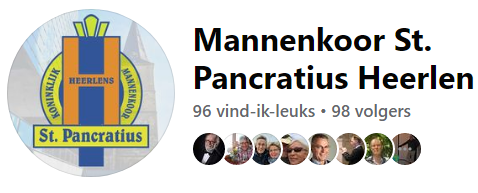 Mannenkoor St.
Pancratius Heerlen
96 vind-ik-leuks • 98 volgers
KONINKLIJK
HEERLENS
MANNENKOOR
St. Pancratius